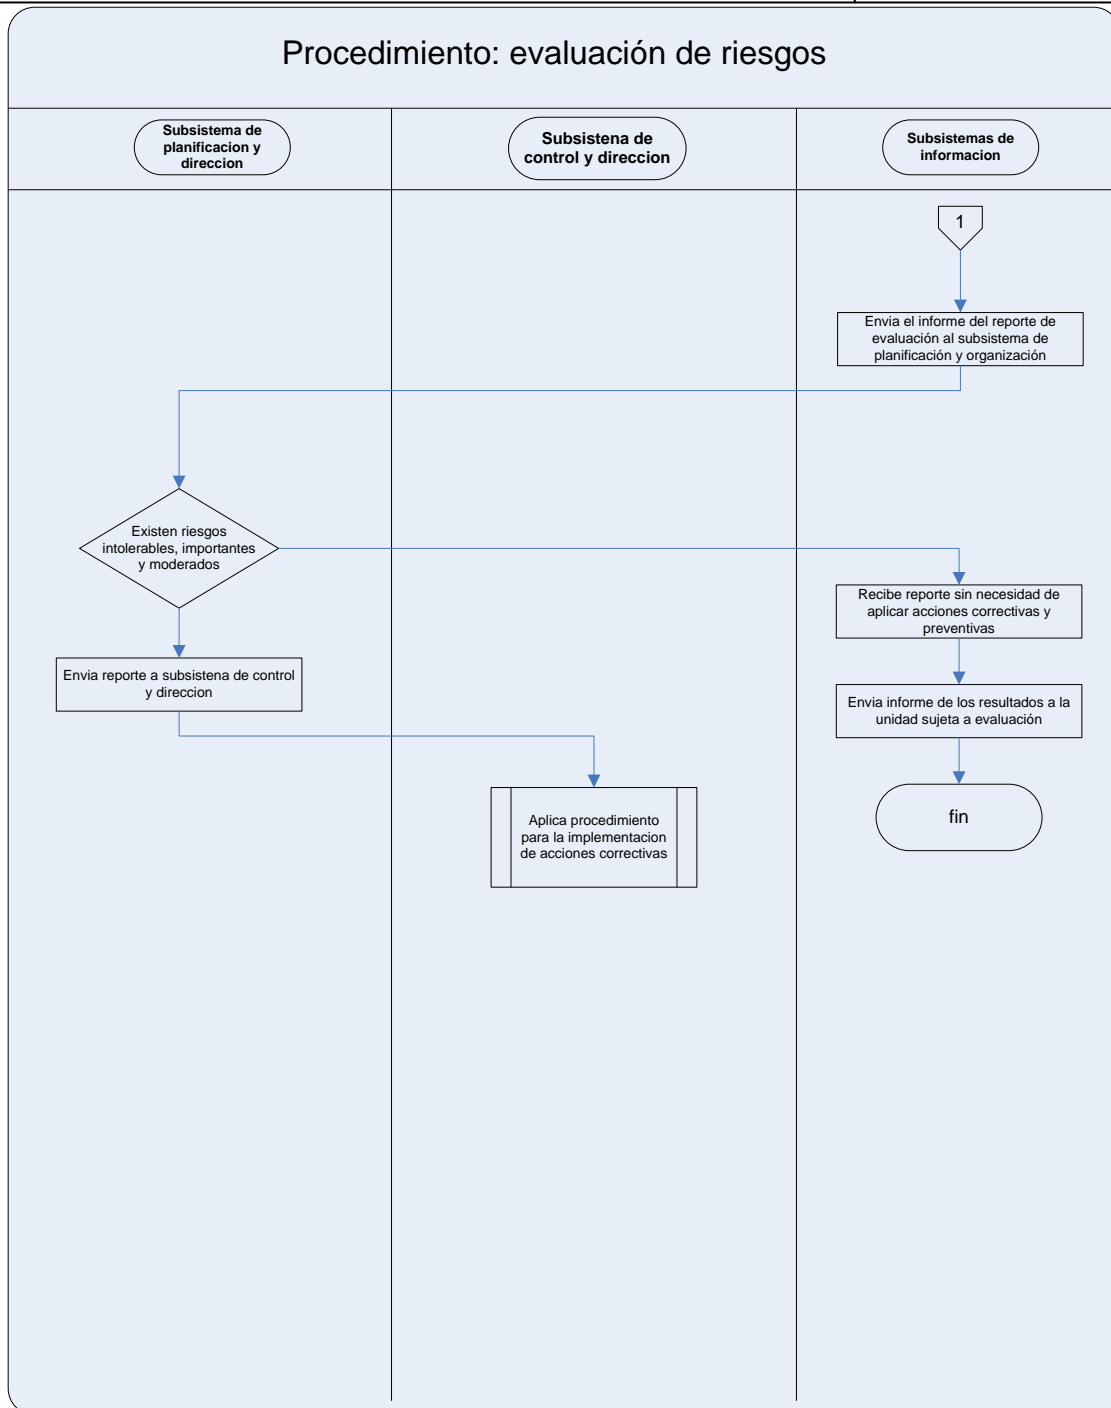 Procedimiento: evaluación de riesgos
Subsistema de
planificacion y
direccion
Subsistena de
control y direccion
Subsistemas de
informacion
1
Envia el informe del reporte de
evaluación al subsistema de
planificación y organización
Existen riesgos
intolerables, importantes
y moderados
Recibe reporte sin necesidad de
aplicar acciones correctivas y
preventivas
Envia reporte a subsistena de control
y direccion
Envia informe de los resultados a la
unidad sujeta a evaluación
Aplica procedimiento
para la implementacion
de acciones correctivas
fin